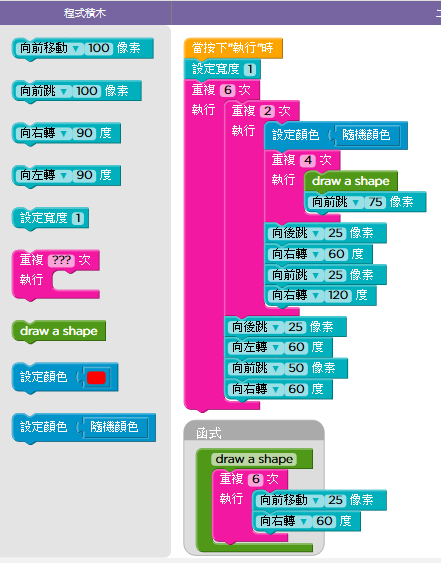 程式積木
向前移動 100 像素
向前跳 100 像素
向右轉 90 度
向左轉 90 度
設定寬度 1
重複 ??? 次
執行
draw a shape
設定顏色
設定顏色 隨機顏色
當按下"執行"時
設定寬度 1
重複 6 次
執行 重複 2 次
執行 設定顏色 隨機顏色
重複 4 次
執行 draw a shape
向前跳 75 像素
向後跳 25 像素
向右轉 60 度
向前跳 25 像素
向右轉 120 度
向後跳 25 像素
向左轉 60 度
向前跳 50 像素
向右轉 60 度
函式
draw a shape
重複 6 次
執行 向前移動 25 像素
向右轉 60 度